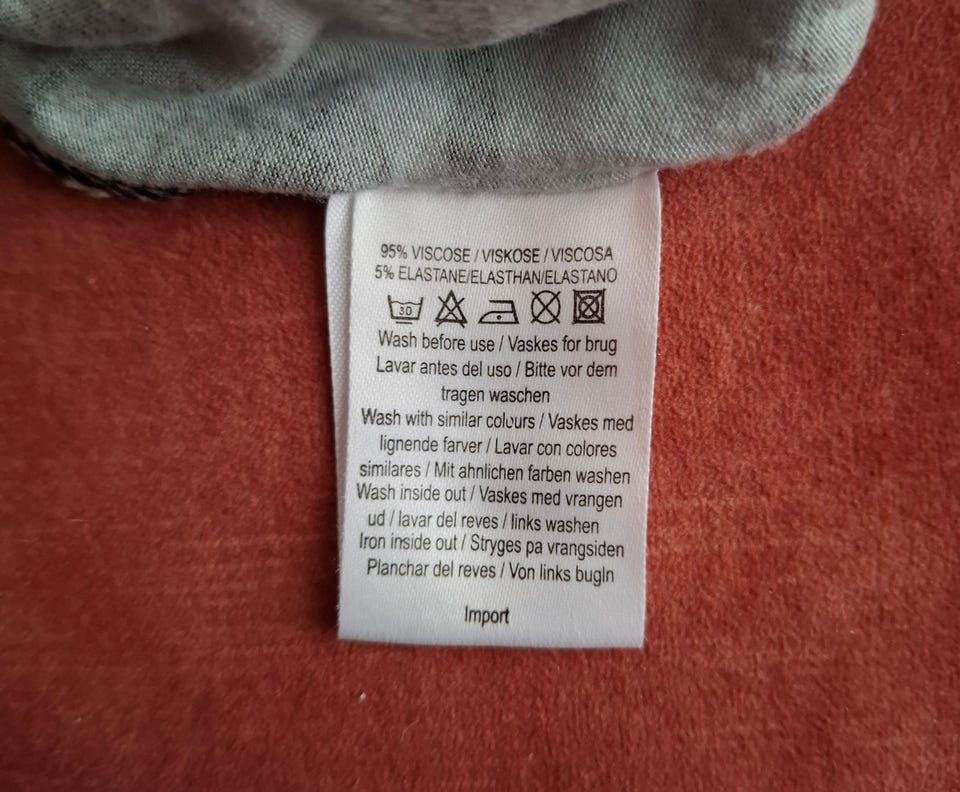 95% VISCOSE / VISKOSE / VISCOSA
5% ELASTANE/ELASTHAN/ELASTANO
30
Wash before use / Vaskes for brug
Lavar antes del uso / Bitte vor dem
tragen waschen
Wash with similar colours / Vaskes med
lignende farver / Lavar con colores
similares / Mit ahnlichen farben washen
Wash inside out / Vaskes med vrangen
ud / lavar del reves / links washen
Iron inside out / Stryges pa vrangsiden
Planchar del reves / Von links bugln
Import